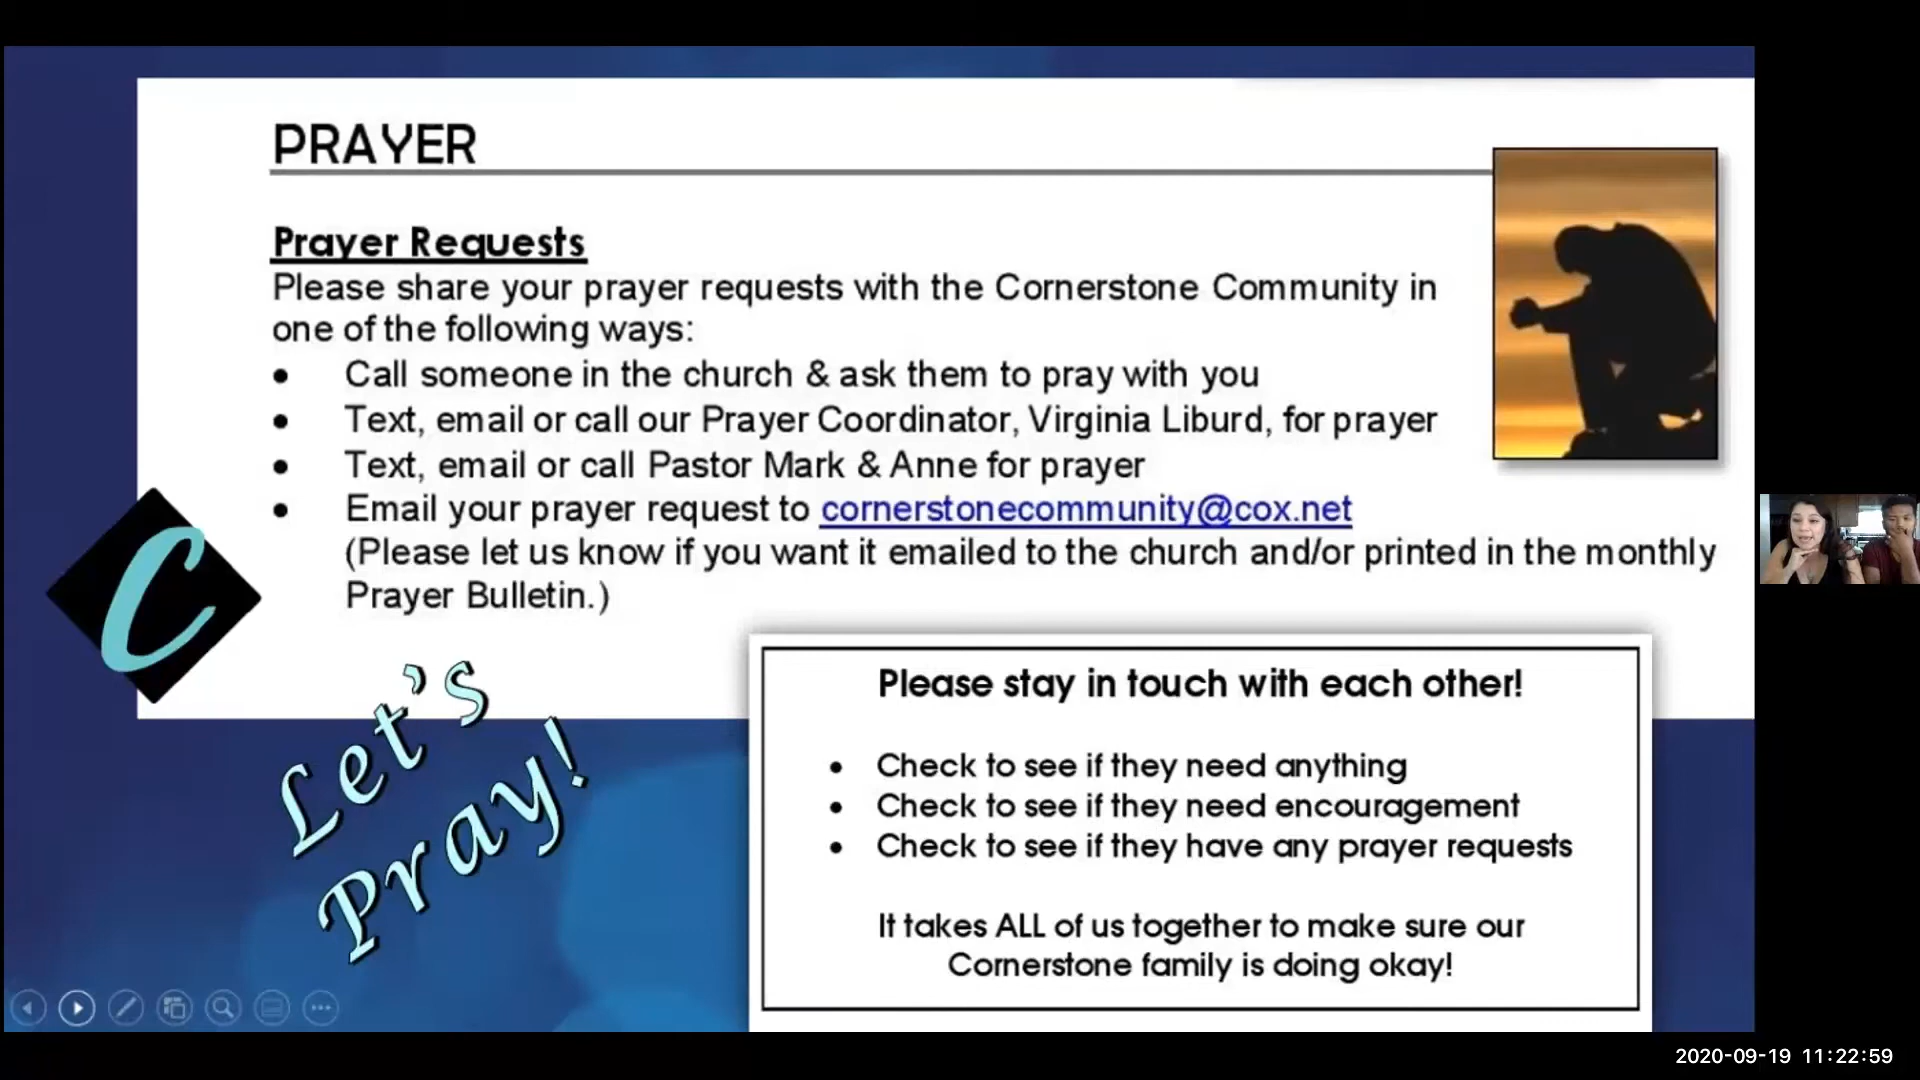 PRAYER
Prayer Requests
Please share your prayer requests with the Cornerstone Community in
one of the following ways:
• Call someone in the church & ask them to pray with you
• Text, email or call our Prayer Coordinator, Virginia Liburd, for prayer
• Text, email or call Pastor Mark & Anne for prayer
• Email your prayer request to cornerstonecommunity@cox.net
(Please let us know if you want it emailed to the church and/or printed in the monthly
Prayer Bulletin.)
C
Let's
Pray!
Please stay in touch with each other!
• Check to see if they need anything
• Check to see if they need encouragement
• Check to see if they have any prayer requests
It takes ALL of us together to make sure our
Cornerstone family is doing okay!
2020-09-19 11:22:59